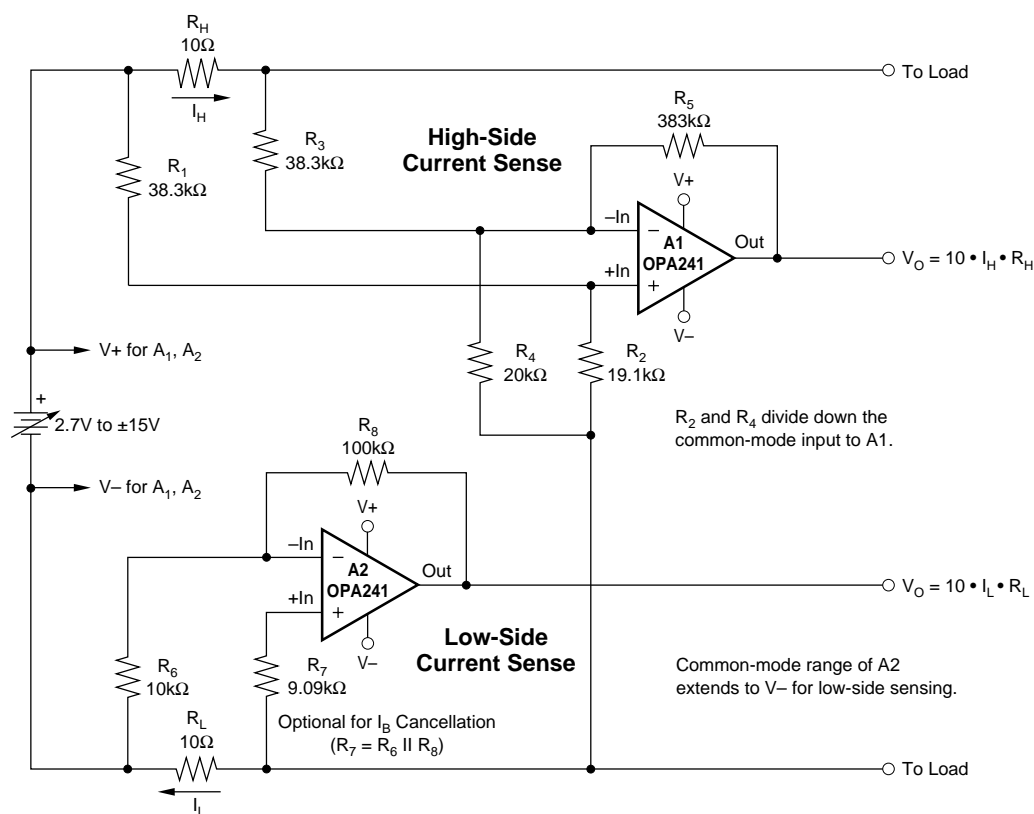 R_H
10Ω
I_H
To Load
R_5
383kΩ
High-Side
Current Sense
R_3
38.3kΩ
R_1
38.3kΩ
V+
–In
−
A1
OPA241
Out
V_O = 10 • I_H • R_H
+In
+
V–
R_4
20kΩ
R_2
19.1kΩ
V+ for A_1, A_2
+
2.7V to ±15V
R_2 and R_4 divide down the
common-mode input to A1.
V– for A_1, A_2
R_8
100kΩ
V+
–In
−
A2
OPA241
Out
V_O = 10 • I_L • R_L
+In
+
V–
Low-Side
Current Sense
R_6
10kΩ
R_7
9.09kΩ
Common-mode range of A2
extends to V– for low-side sensing.
Optional for I_B Cancellation
(R_7 = R_6 II R_8)
R_L
10Ω
I_L
To Load